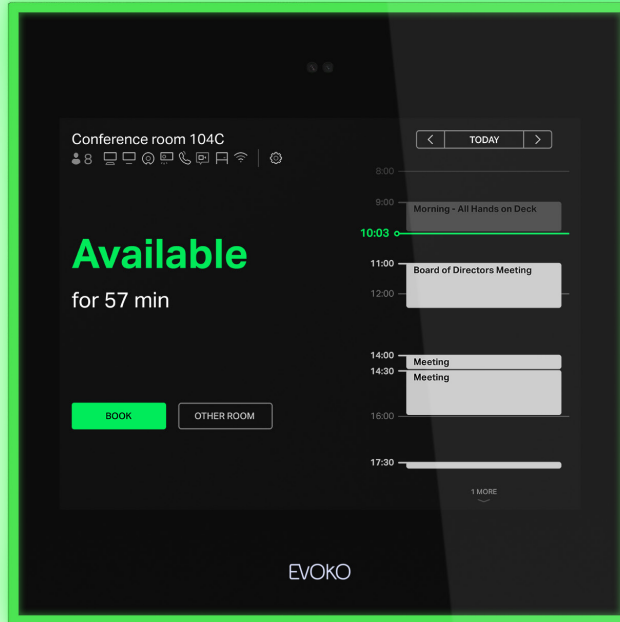 Conference room 104C
8
Available
for 57 min
BOOK
OTHER ROOM
TODAY
8:00
9:00
Morning - All Hands on Deck
10:03
11:00
Board of Directors Meeting
12:00
14:00
Meeting
14:30
Meeting
16:00
17:30
1 MORE
EVOKO